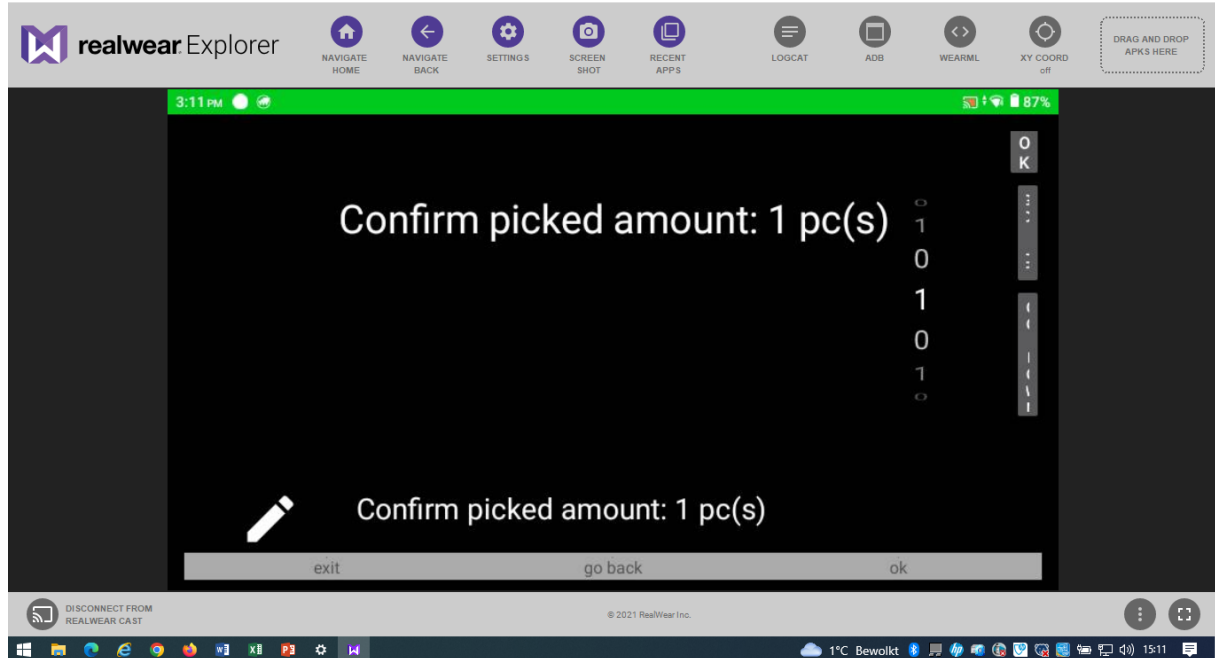 realwear Explorer
NAVIGATE HOME
NAVIGATE BACK
SETTINGS
SCREEN SHOT
RECENT APPS
LOGCAT
ADB
WEARML
XY COORD
off
DRAG AND DROP
APKS HERE
3:11 PM
87%
O
K
Confirm picked amount: 1 pc(s)
0
1
0
1
0
1
0
Confirm picked amount: 1 pc(s)
exit go back ok
DISCONNECT FROM
REALWEAR CAST
© 2021 RealWear Inc.
1°C Bewolkt 15:11